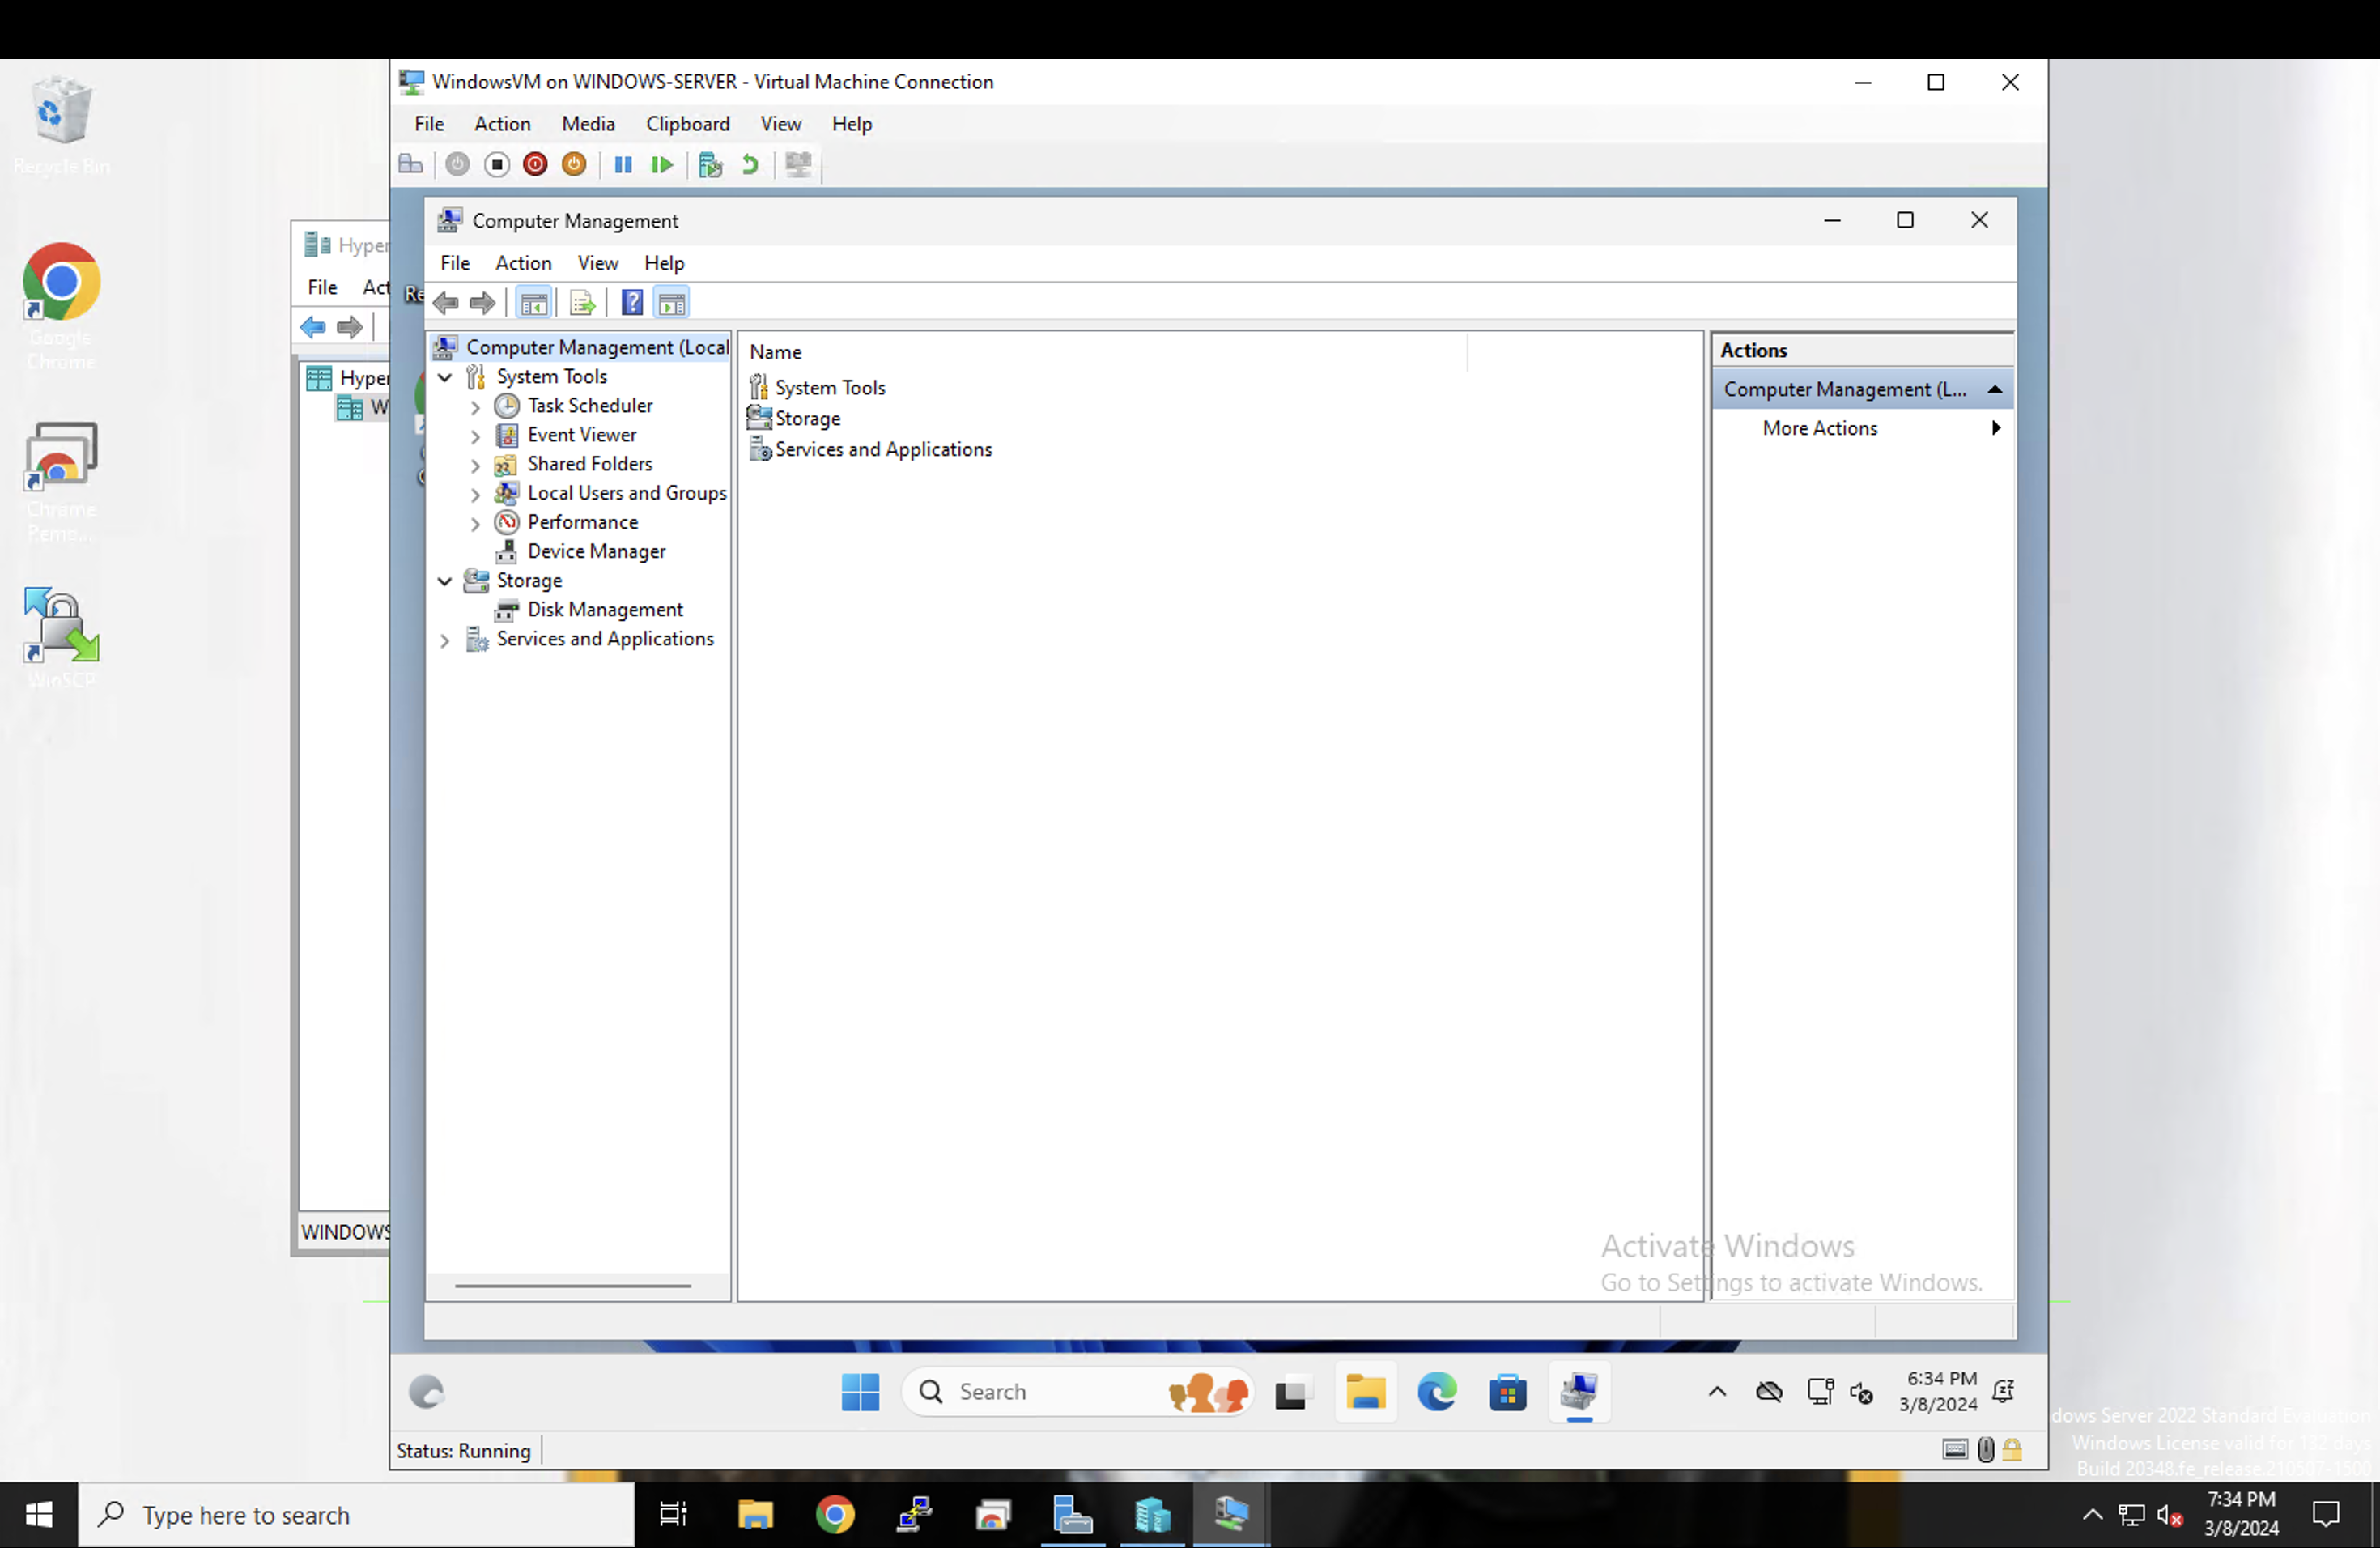 WindowsVM on WINDOWS-SERVER - Virtual Machine Connection
File Action Media Clipboard View Help
Recycle Bin
Google
Chrome
Chrome
Remo...
WinSCP
Hyper
File Act
Hyper
W
WINDOWS
Re
Computer Management
File Action View Help
Computer Management (Local
System Tools
Task Scheduler
Event Viewer
Shared Folders
Local Users and Groups
Performance
Device Manager
Storage
Disk Management
Services and Applications
Name
System Tools
Storage
Services and Applications
Actions
Computer Management (L...
More Actions
Activate Windows
Go to Settings to activate Windows.
Search
6:34 PM
3/8/2024
Status: Running
dows Server 2022 Standard Evaluation
Windows License valid for 132 days
Build 20348.fe_release.210507-1500
Type here to search
7:34 PM
3/8/2024